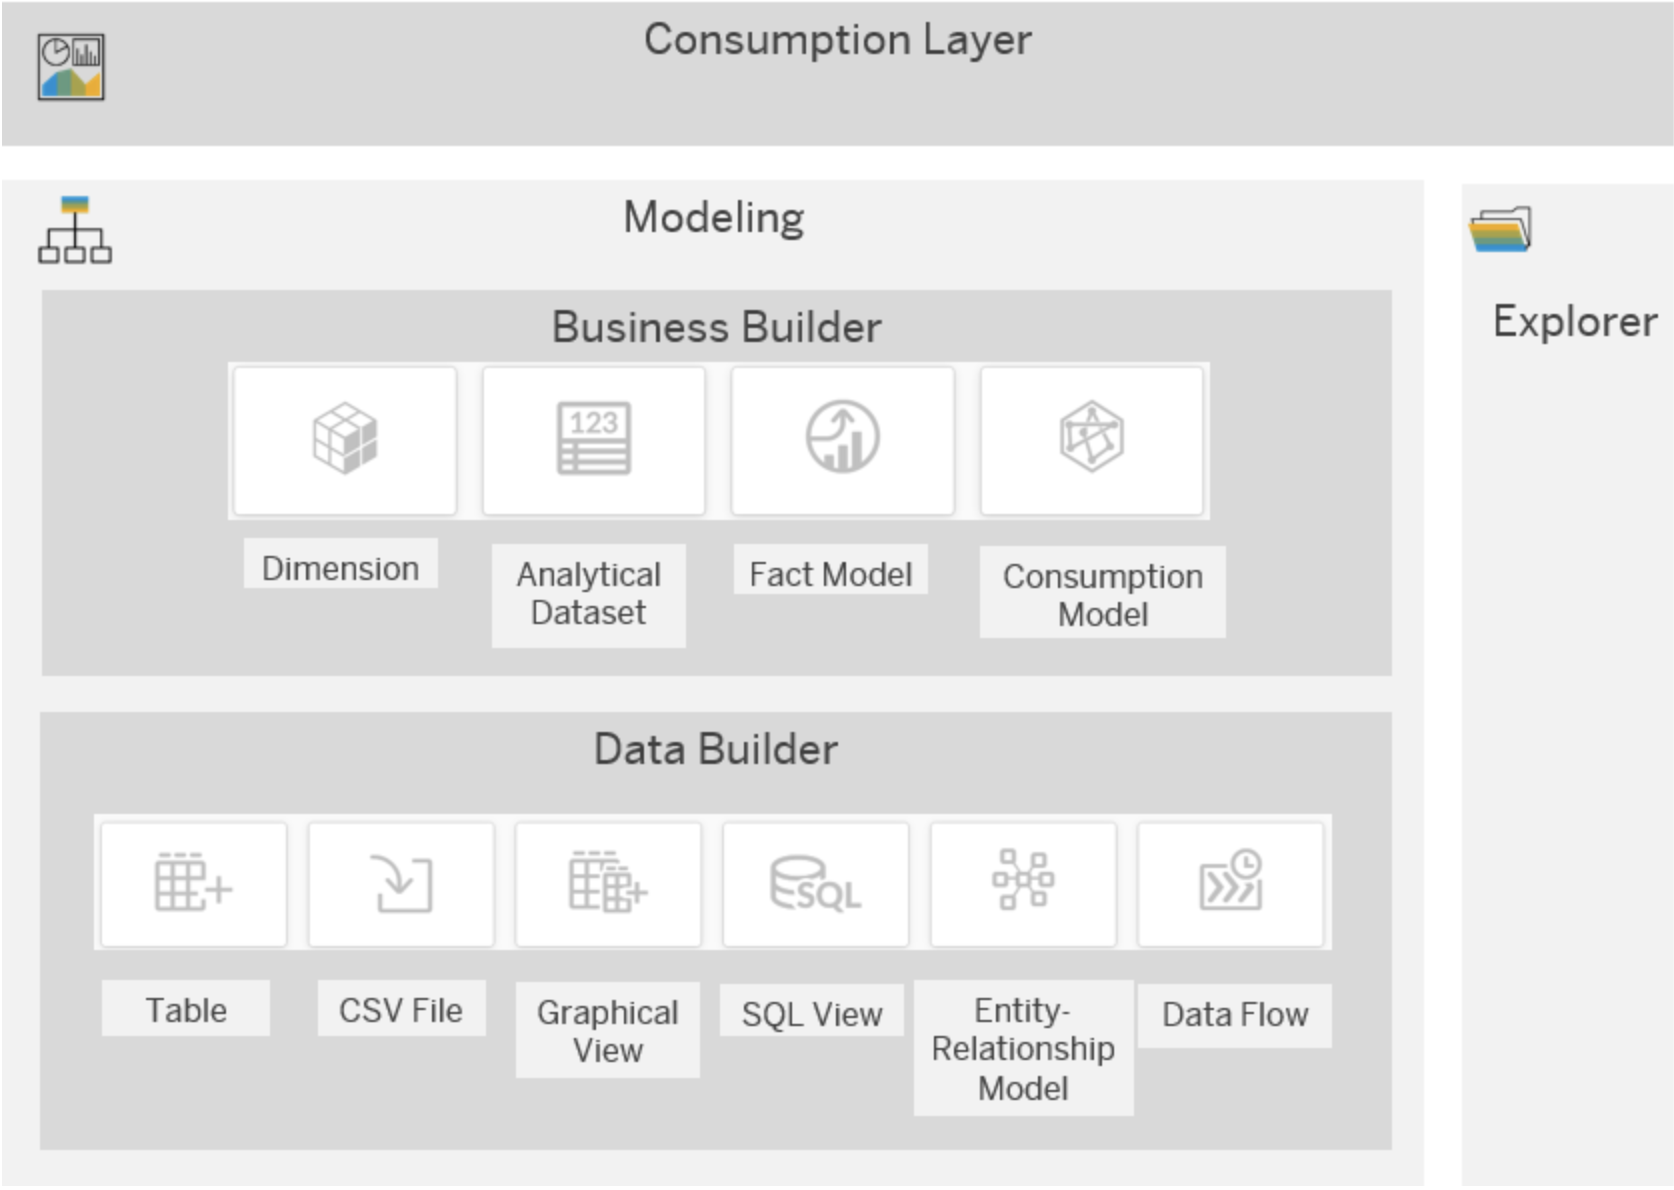 Consumption Layer
Modeling
Explorer
Business Builder
123
Dimension
Analytical
Dataset
Fact Model
Consumption
Model
Data Builder
SQL
Table
CSV File
Graphical
View
SQL View
Entity-
Relationship
Model
Data Flow